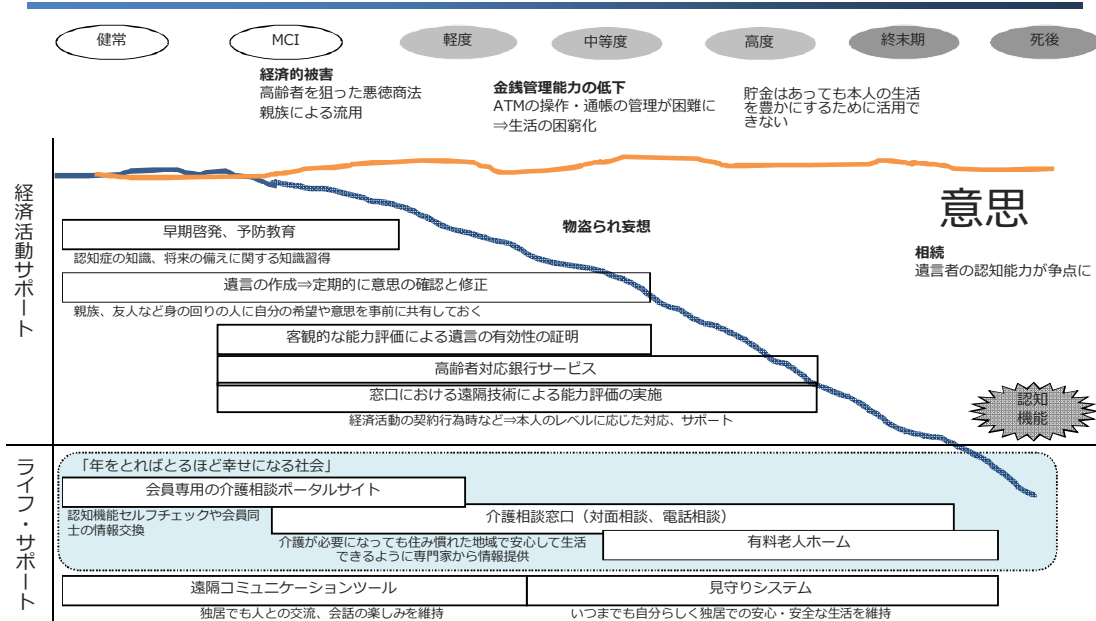 健常
MCI
軽度
中等度
高度
終末期
死後
経済的被害
高齢者を狙った悪徳商法
親族による流用
金銭管理能力の低下
ATMの操作・通帳の管理が困難に
⇒生活の困窮化
貯金はあっても本人の生活
を豊かにするために活用で
きない
経済活動サポート
意思
物盗られ妄想
早期啓発、予防教育
認知症の知識、将来の備えに関する知識習得
相続
遺言者の認知能力が争点に
遺言の作成⇒定期的に意思の確認と修正
親族、友人など身の回りの人に自分の希望や意思を事前に共有しておく
客観的な能力評価による遺言の有効性の証明
高齢者対応銀行サービス
窓口における遠隔技術による能力評価の実施
経済活動の契約行為時など⇒本人のレベルに応じた対応、サポート
認知
機能
ライフ・サポート
「年をとればとるほど幸せになる社会」
会員専用の介護相談ポータルサイト
認知機能セルフチェックや会員同
士の情報交換
介護相談窓口（対面相談、電話相談）
介護が必要になっても住み慣れた地域で安心して生活
できるように専門家から情報提供
有料老人ホーム
遠隔コミュニケーションツール
見守りシステム
独居でも人との交流、会話の楽しみを維持
いつまでも自分らしく独居での安心・安全な生活を維持